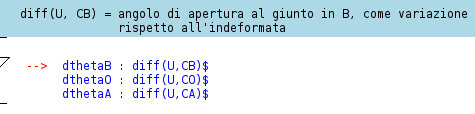 diff(U, CB) = angolo di apertura al giunto in B, come variazione
rispetto all'indeformata
--> dthetaB : diff(U,CB)$
dthetaO : diff(U,CO)$
dthetaA : diff(U,CA)$